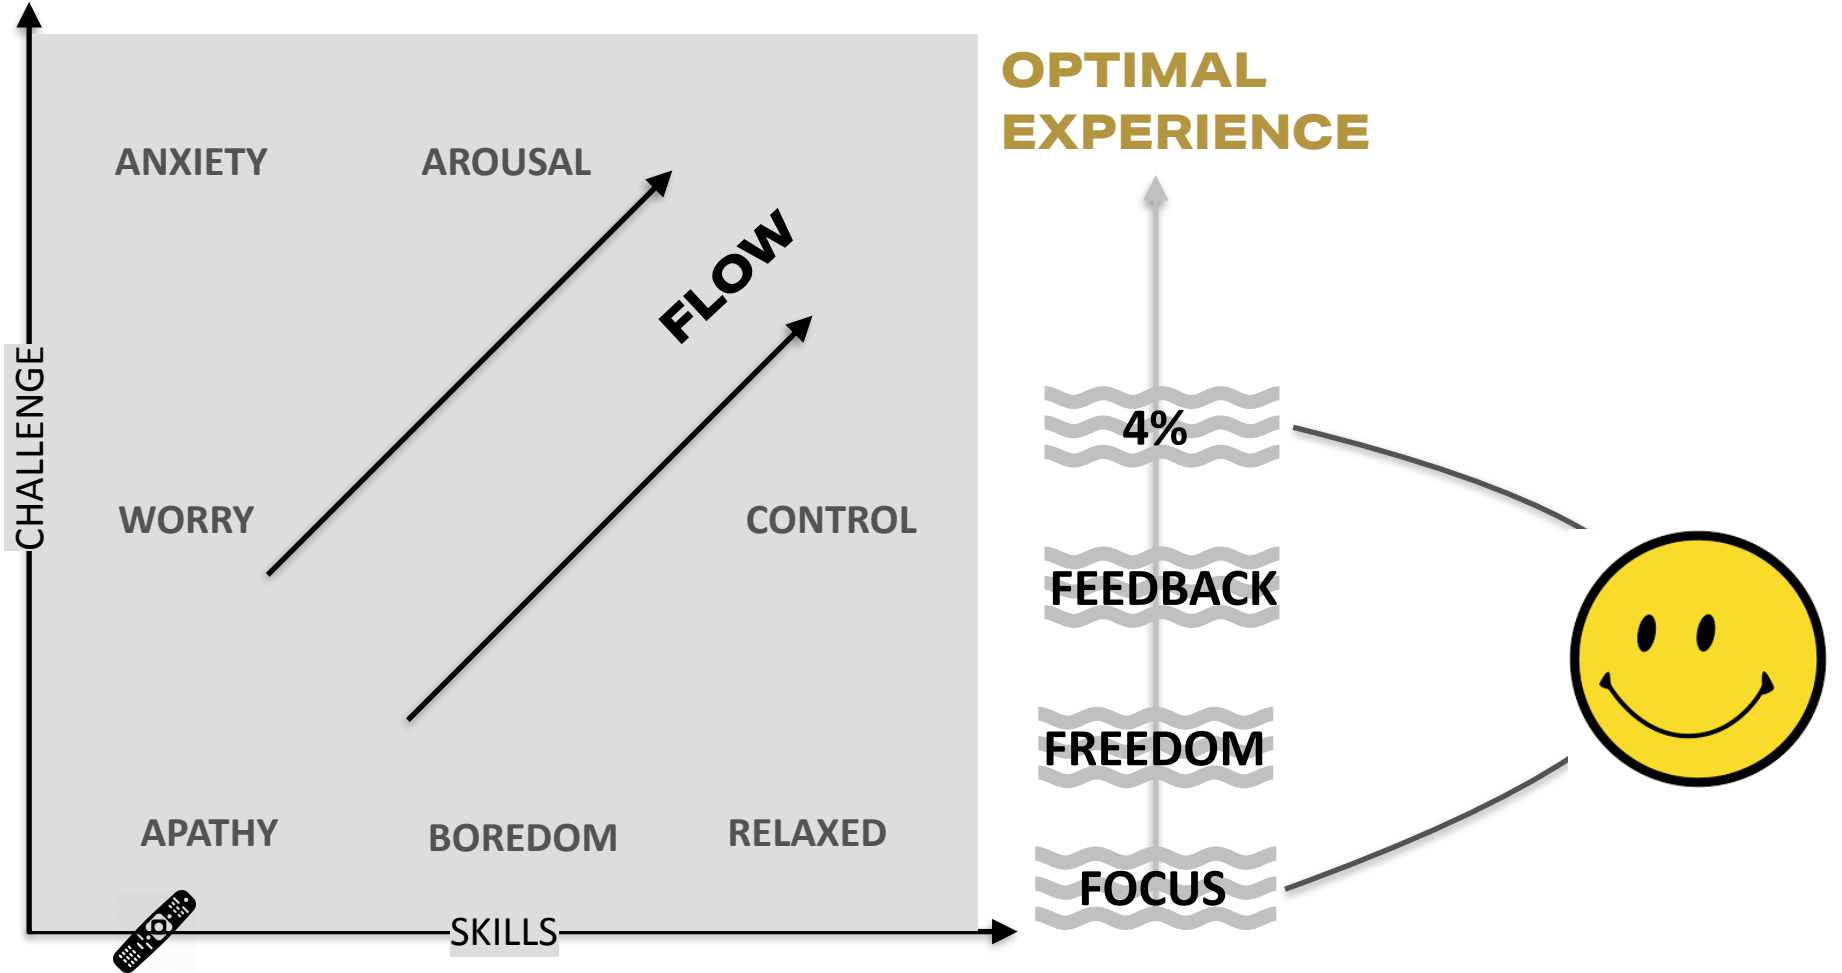 OPTIMAL
EXPERIENCE
ANXIETY
AROUSAL
FLOW
CHALLENGE
WORRY
CONTROL
APATHY
BOREDOM
RELAXED
SKILLS
4%
FEEDBACK
FREEDOM
FOCUS